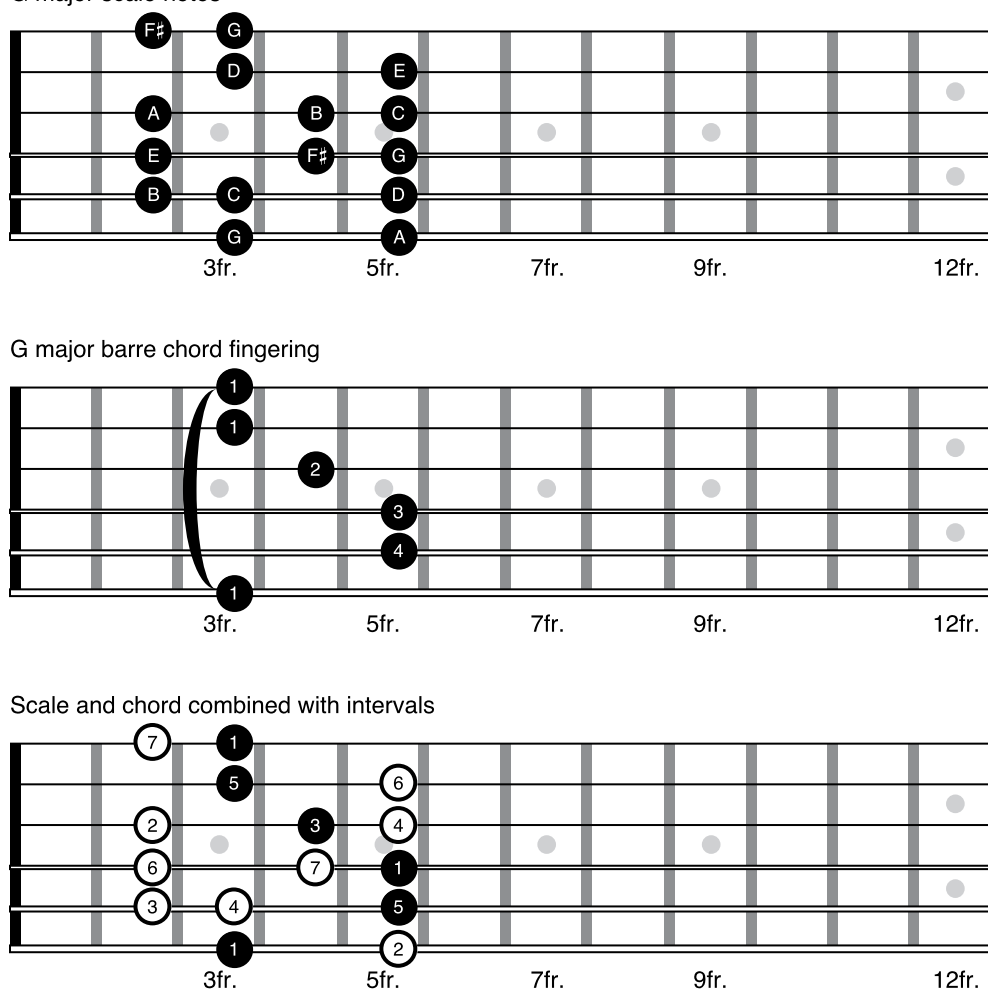 G major scale notes
F♯ G
D E
A B C
E F♯ G
B C D
G A
3fr. 5fr. 7fr. 9fr. 12fr.
G major barre chord fingering
1
1
2
3
4
1
3fr. 5fr. 7fr. 9fr. 12fr.
Scale and chord combined with intervals
7 1
5 6
2 3 4
6 7 1
3 4 5
1 2
3fr. 5fr. 7fr. 9fr. 12fr.